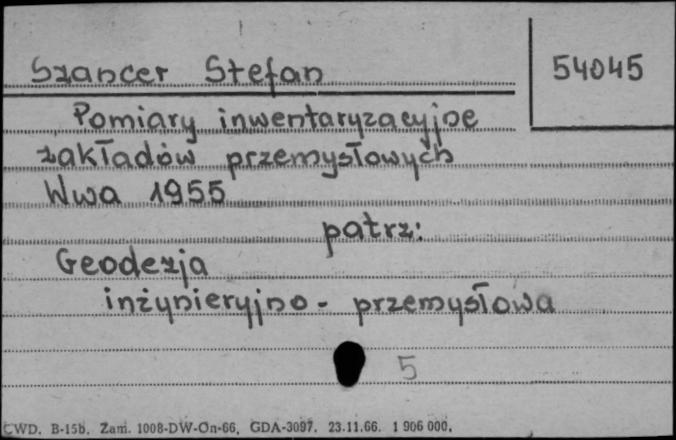 Szancer Stefan
54045
Pomiary inwentaryzacyjne
zakładów przemysłowych
Wwa 1955
patrz:
Geodezja
inżynieryjno - przemysłowa
5
CWD. B-15b. Zam. 1008-DW-On-66, GDA-3097. 23.11.66. 1 906 000.